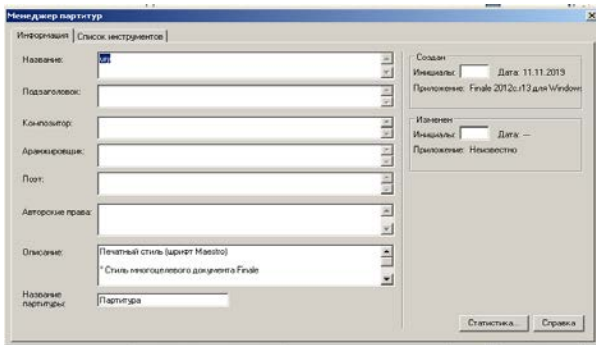 Менеджер партитур
Информация
Список инструментов
Название:
Подзаголовок:
Композитор:
Аранжировщик:
Поэт:
Авторские права:
Описание:
Печатный стиль (шрифт Maestro)
* Стиль многоцелевого документа Finale
Название
партитуры:
Партитура
Создан
Инициалы:
Дата: 11.11.2019
Приложение: Finale 2012c.r13 для Window
Изменен
Инициалы:
Дата: —
Приложение: Неизвестно
Статистика...
Справка